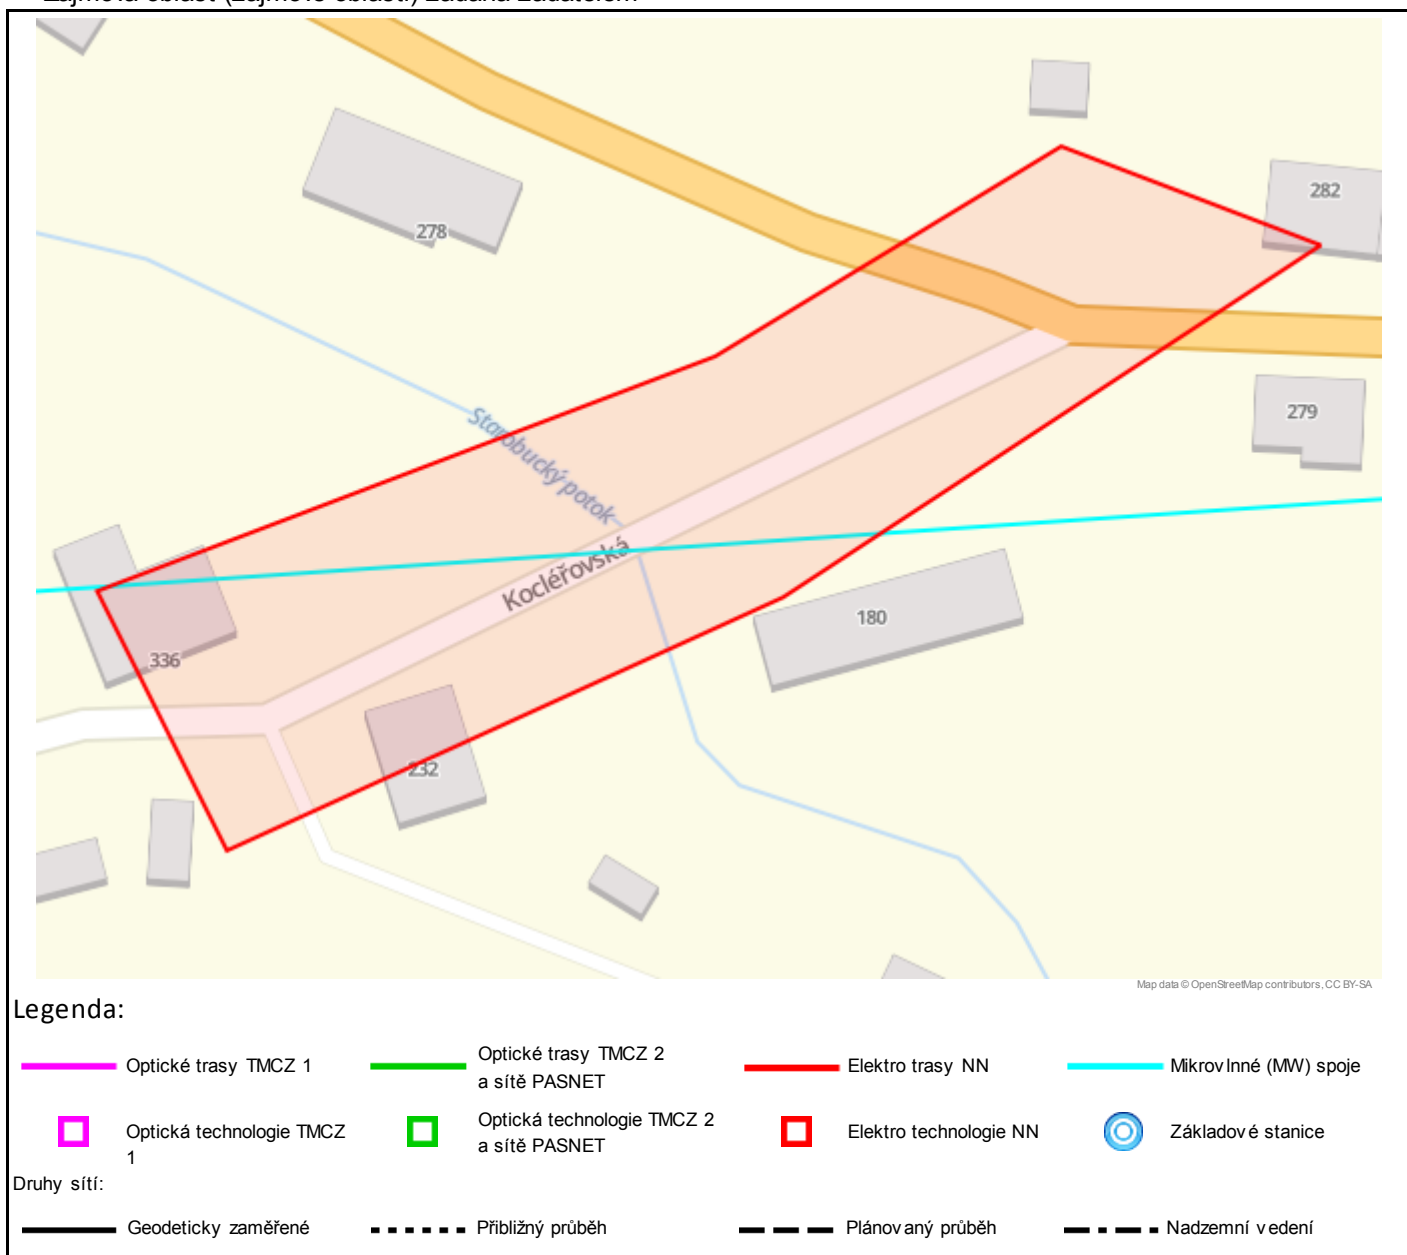 282
278
279
Starobucký potok
Kocléřovská
180
336
232
Map data © OpenStreetMap contributors, CC BY-SA
Legenda:
Optické trasy TMCZ 1
Optické trasy TMCZ 2
a sítě PASNET
Elektro trasy NN
Mikrovlnné (MW) spoje
Optická technologie TMCZ
1
Optická technologie TMCZ 2
a sítě PASNET
Elektro technologie NN
Základové stanice
Druhy sítí:
Geodeticky zaměřené
Přibližný průběh
Plánovaný průběh
Nadzemní vedení